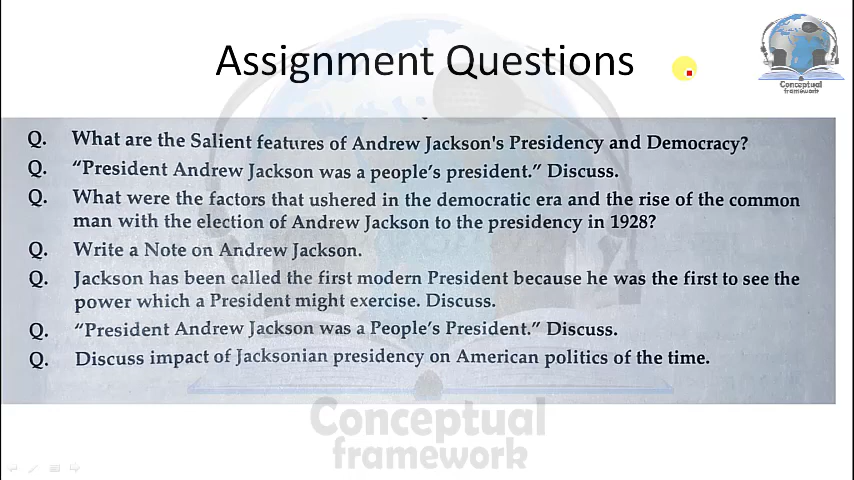 Assignment Questions
Conceptual
framework
Q. What are the Salient features of Andrew Jackson's Presidency and Democracy?
Q. “President Andrew Jackson was a people’s president.” Discuss.
Q. What were the factors that ushered in the democratic era and the rise of the common
man with the election of Andrew Jackson to the presidency in 1928?
Q. Write a Note on Andrew Jackson.
Q. Jackson has been called the first modern President because he was the first to see the
power which a President might exercise. Discuss.
Q. “President Andrew Jackson was a People’s President.” Discuss.
Q. Discuss impact of Jacksonian presidency on American politics of the time.
Conceptual
framework